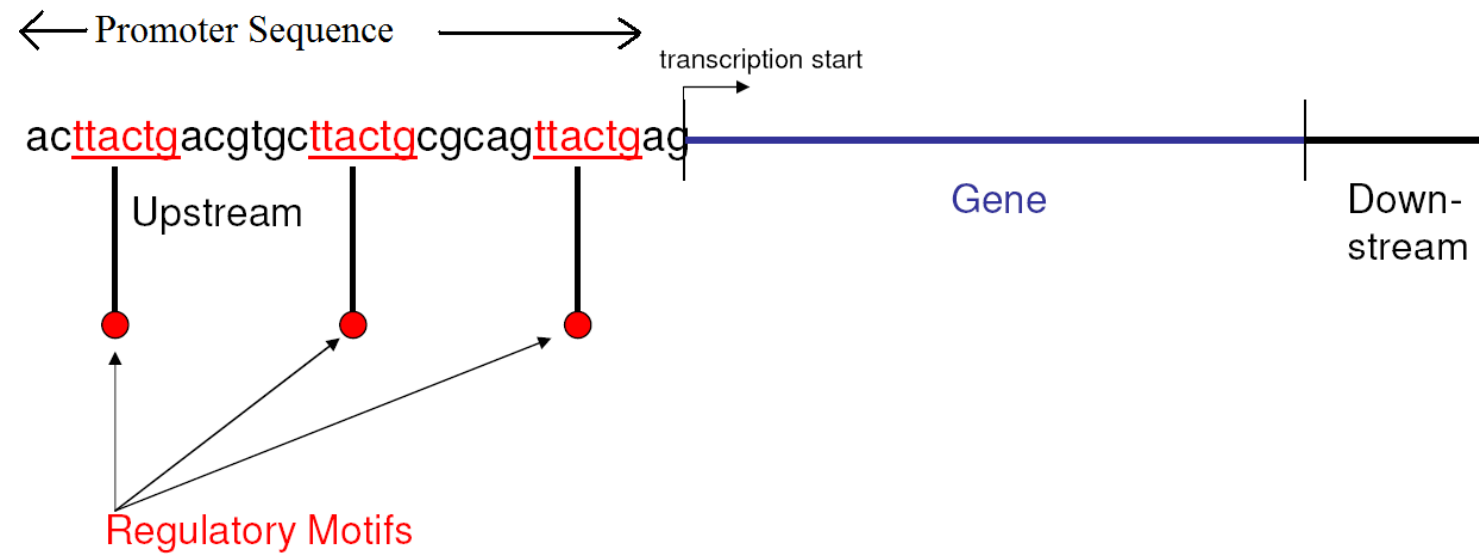 Promoter Sequence
transcription start
acttactgacgtgcttactgcgcagttactgag
Upstream
Gene
Down-
stream
Regulatory Motifs